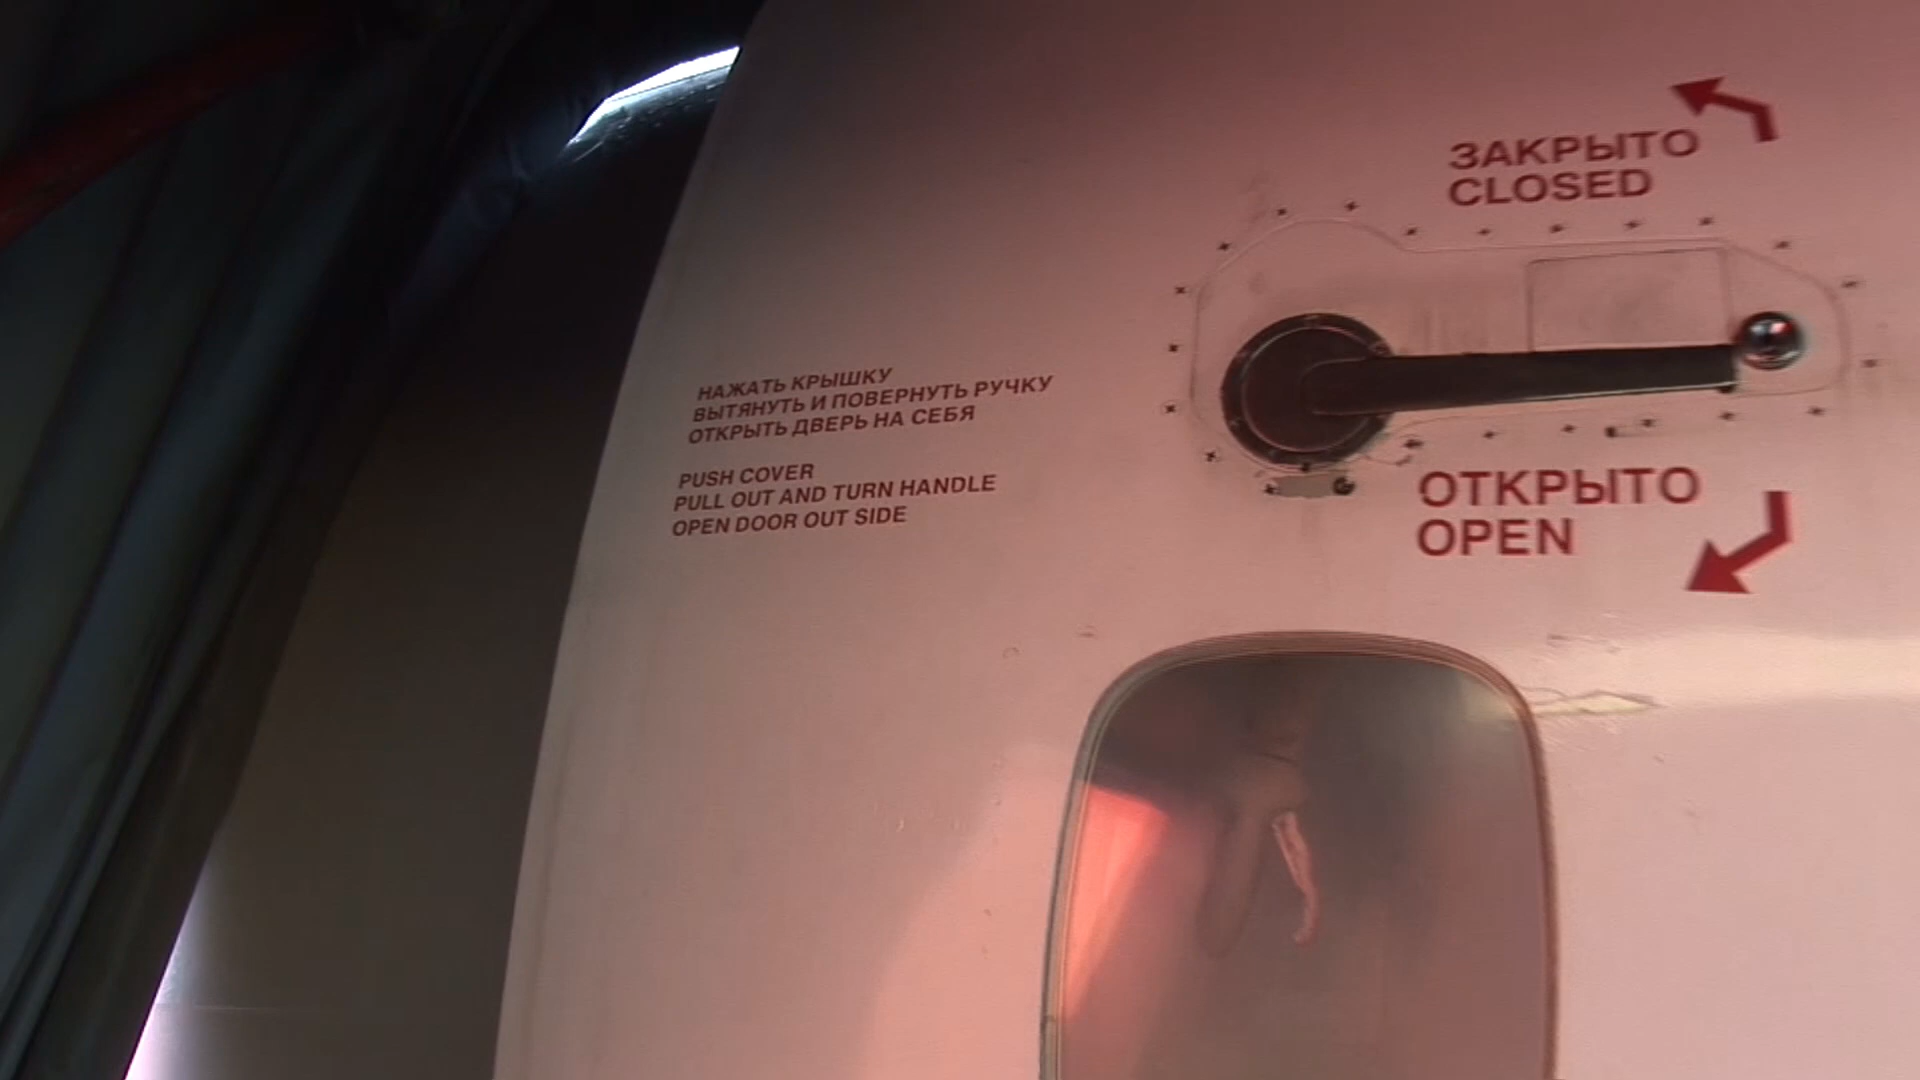 ЗАКРЫТО
CLOSED
НАЖАТЬ КРЫШКУ
ВЫТЯНУТЬ И ПОВЕРНУТЬ РУЧКУ
ОТКРЫТЬ ДВЕРЬ НА СЕБЯ
PUSH COVER
PULL OUT AND TURN HANDLE
OPEN DOOR OUT SIDE
ОТКРЫТО
OPEN